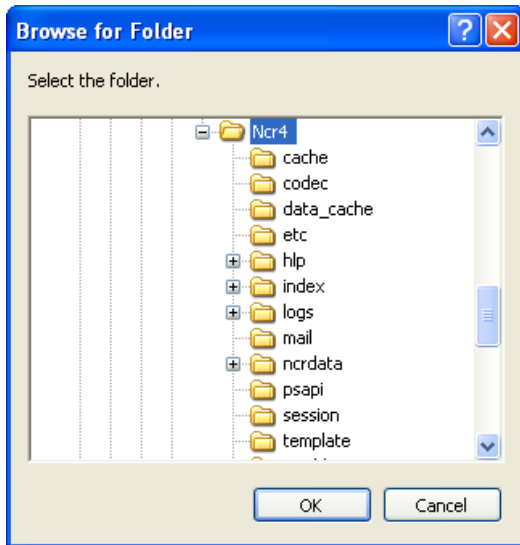 Browse for Folder
Select the folder.
Ncr4
cache
codec
data_cache
etc
hlp
index
logs
mail
ncrdata
psapi
session
template
OK Cancel